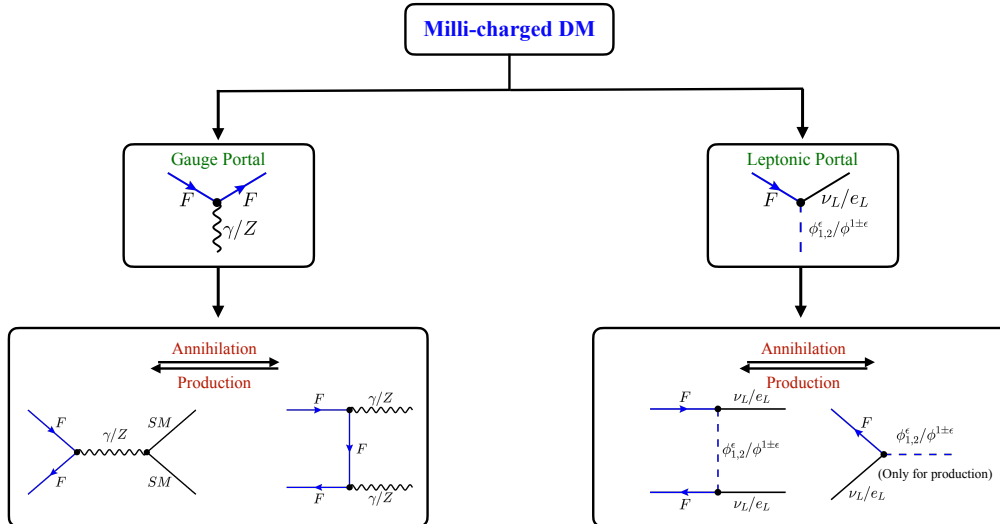 Milli-charged DM
Gauge Portal
F F
γ/Z
Leptonic Portal
F ν_L/e_L
ϕ^ϵ_{1,2}/ϕ^{1±ϵ}
Annihilation
Production
F
γ/Z
SM
F
SM
F γ/Z
F
F γ/Z
Annihilation
Production
F ν_L/e_L
ϕ^ϵ_{1,2}/ϕ^{1±ϵ}
F ν_L/e_L
F
ϕ^ϵ_{1,2}/ϕ^{1±ϵ}
(Only for production)
ν_L/e_L